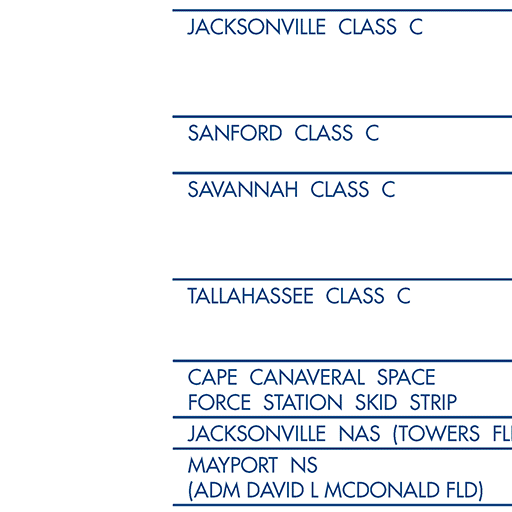 JACKSONVILLE CLASS C
SANFORD CLASS C
SAVANNAH CLASS C
TALLAHASSEE CLASS C
CAPE CANAVERAL SPACE
FORCE STATION SKID STRIP
JACKSONVILLE NAS (TOWERS
MAYPORT NS
(ADM DAVID L MCDONALD FLD)